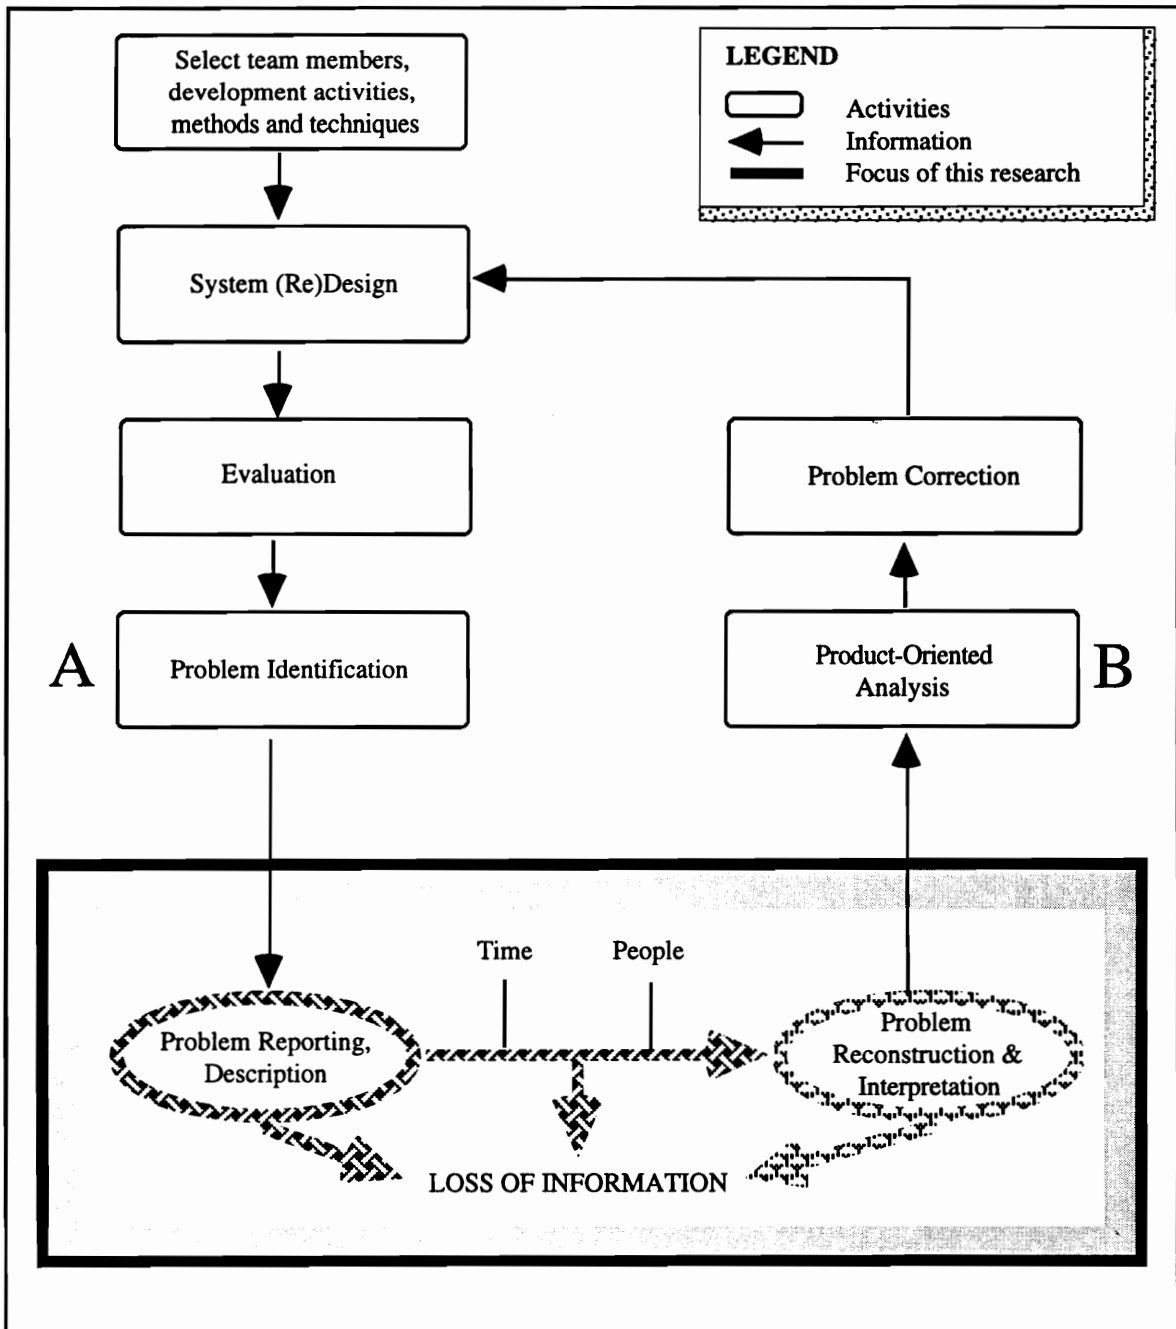 Select team members,
development activities,
methods and techniques
LEGEND
Activities
Information
Focus of this research
System (Re)Design
Evaluation
Problem Correction
A
Problem Identification
Product-Oriented
Analysis
B
Time
People
Problem Reporting,
Description
Problem
Reconstruction &
Interpretation
LOSS OF INFORMATION